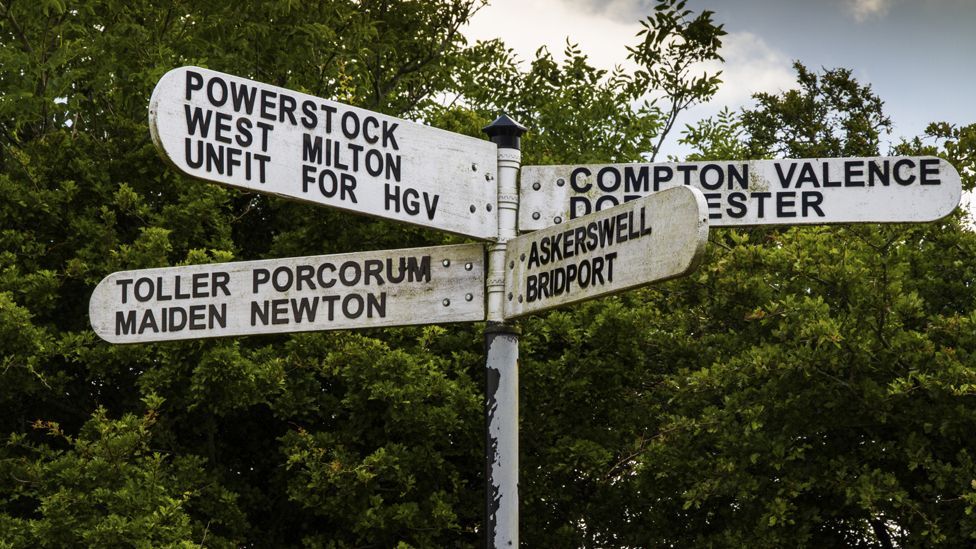 POWERSTOCK
WEST MILTON
UNFIT FOR HGV
COMPTON VALENCE
ASKERSWELL
BRIDPORT
TOLLER PORCORUM
MAIDEN NEWTON